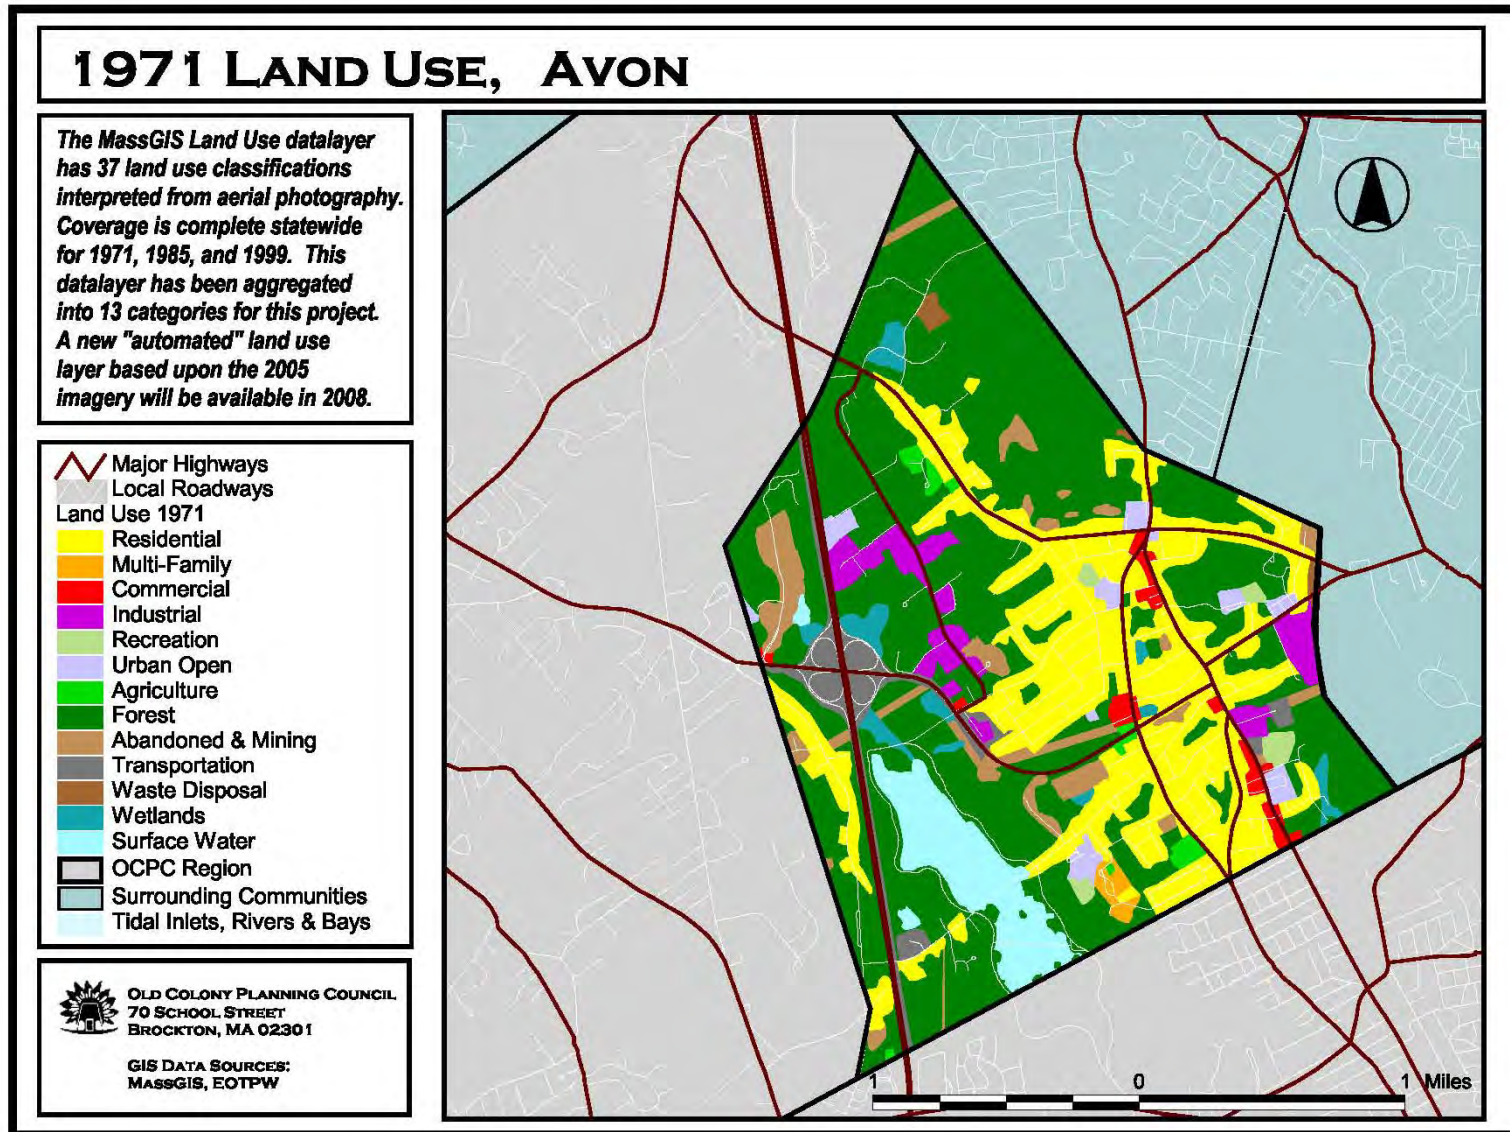 1971 LAND USE, AVON
The MassGIS Land Use datalayer
has 37 land use classifications
interpreted from aerial photography.
Coverage is complete statewide
for 1971, 1985, and 1999. This
datalayer has been aggregated
into 13 categories for this project.
A new "automated" land use
layer based upon the 2005
imagery will be available in 2008.
Major Highways
Local Roadways
Land Use 1971
Residential
Multi-Family
Commercial
Industrial
Recreation
Urban Open
Agriculture
Forest
Abandoned & Mining
Transportation
Waste Disposal
Wetlands
Surface Water
OCPC Region
Surrounding Communities
Tidal Inlets, Rivers & Bays
OLD COLONY PLANNING COUNCIL
70 SCHOOL STREET
BROCKTON, MA 02301
GIS DATA SOURCES:
MASSGIS, EOTPW
1 0 1 Miles